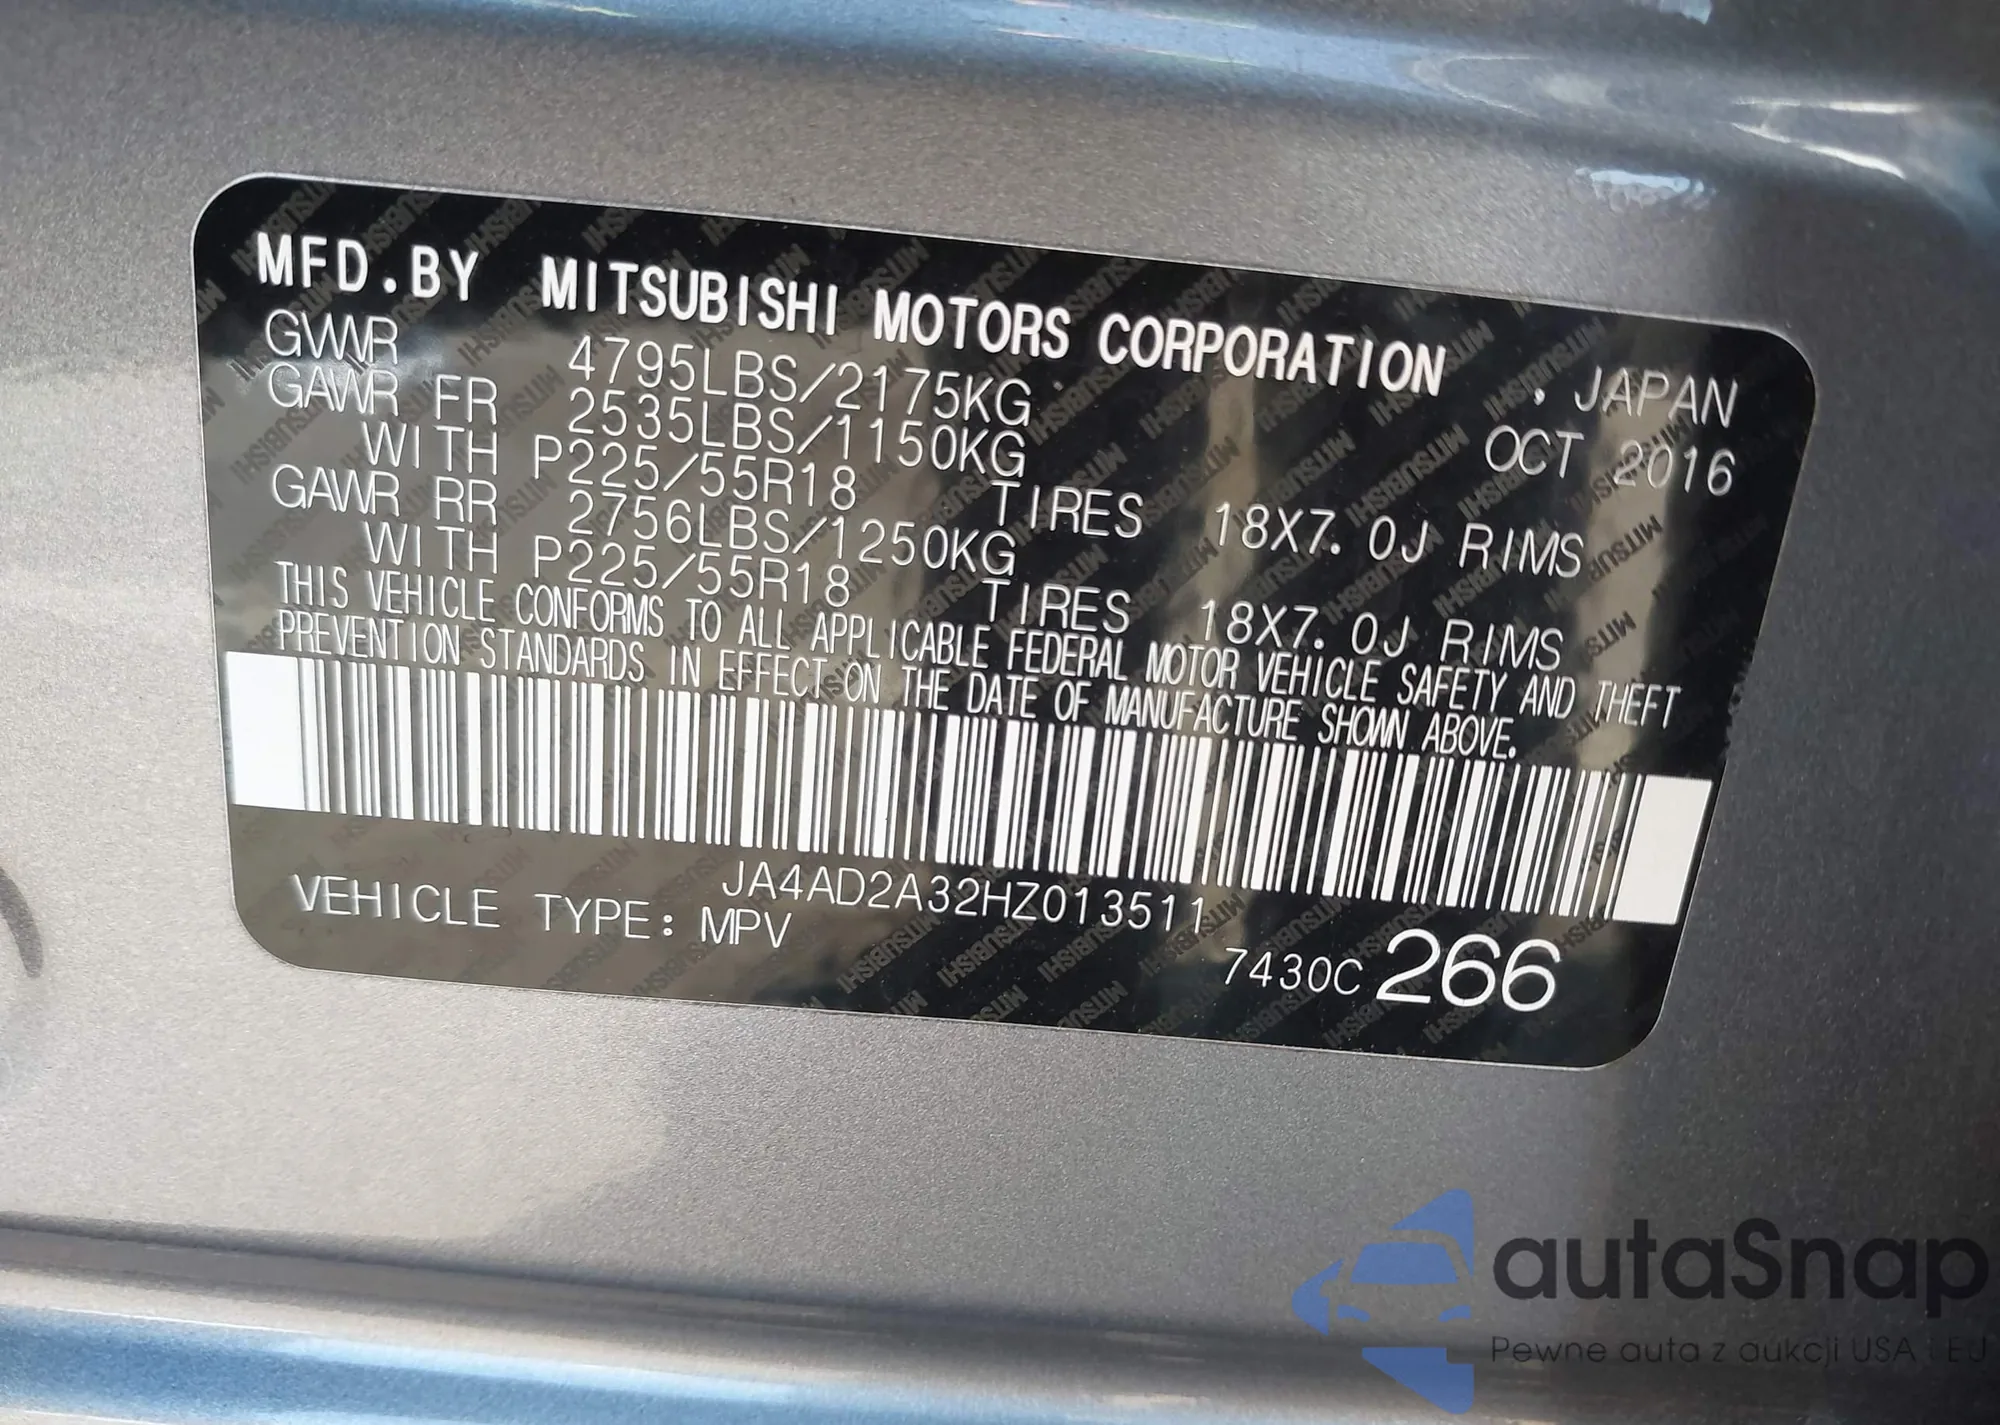 MFD.BY MITSUBISHI MOTORS CORPORATION . JAPAN
GVWR 4795LBS/2175KG OCT 2016
GAWR FR 2535LBS/1150KG
WITH P225/55R18 TIRES 18X7.0J RIMS
GAWR RR 2756LBS/1250KG
WITH P225/55R18 TIRES 18X7.0J RIMS
THIS VEHICLE CONFORMS TO ALL APPLICABLE FEDERAL MOTOR VEHICLE SAFETY AND THEFT
PREVENTION STANDARDS IN EFFECT ON THE DATE OF MANUFACTURE SHOWN ABOVE.
JA4AD2A32HZ013511
VEHICLE TYPE: MPV
7430C 266
autaSnap
Pewne auta z aukcji USA i EU